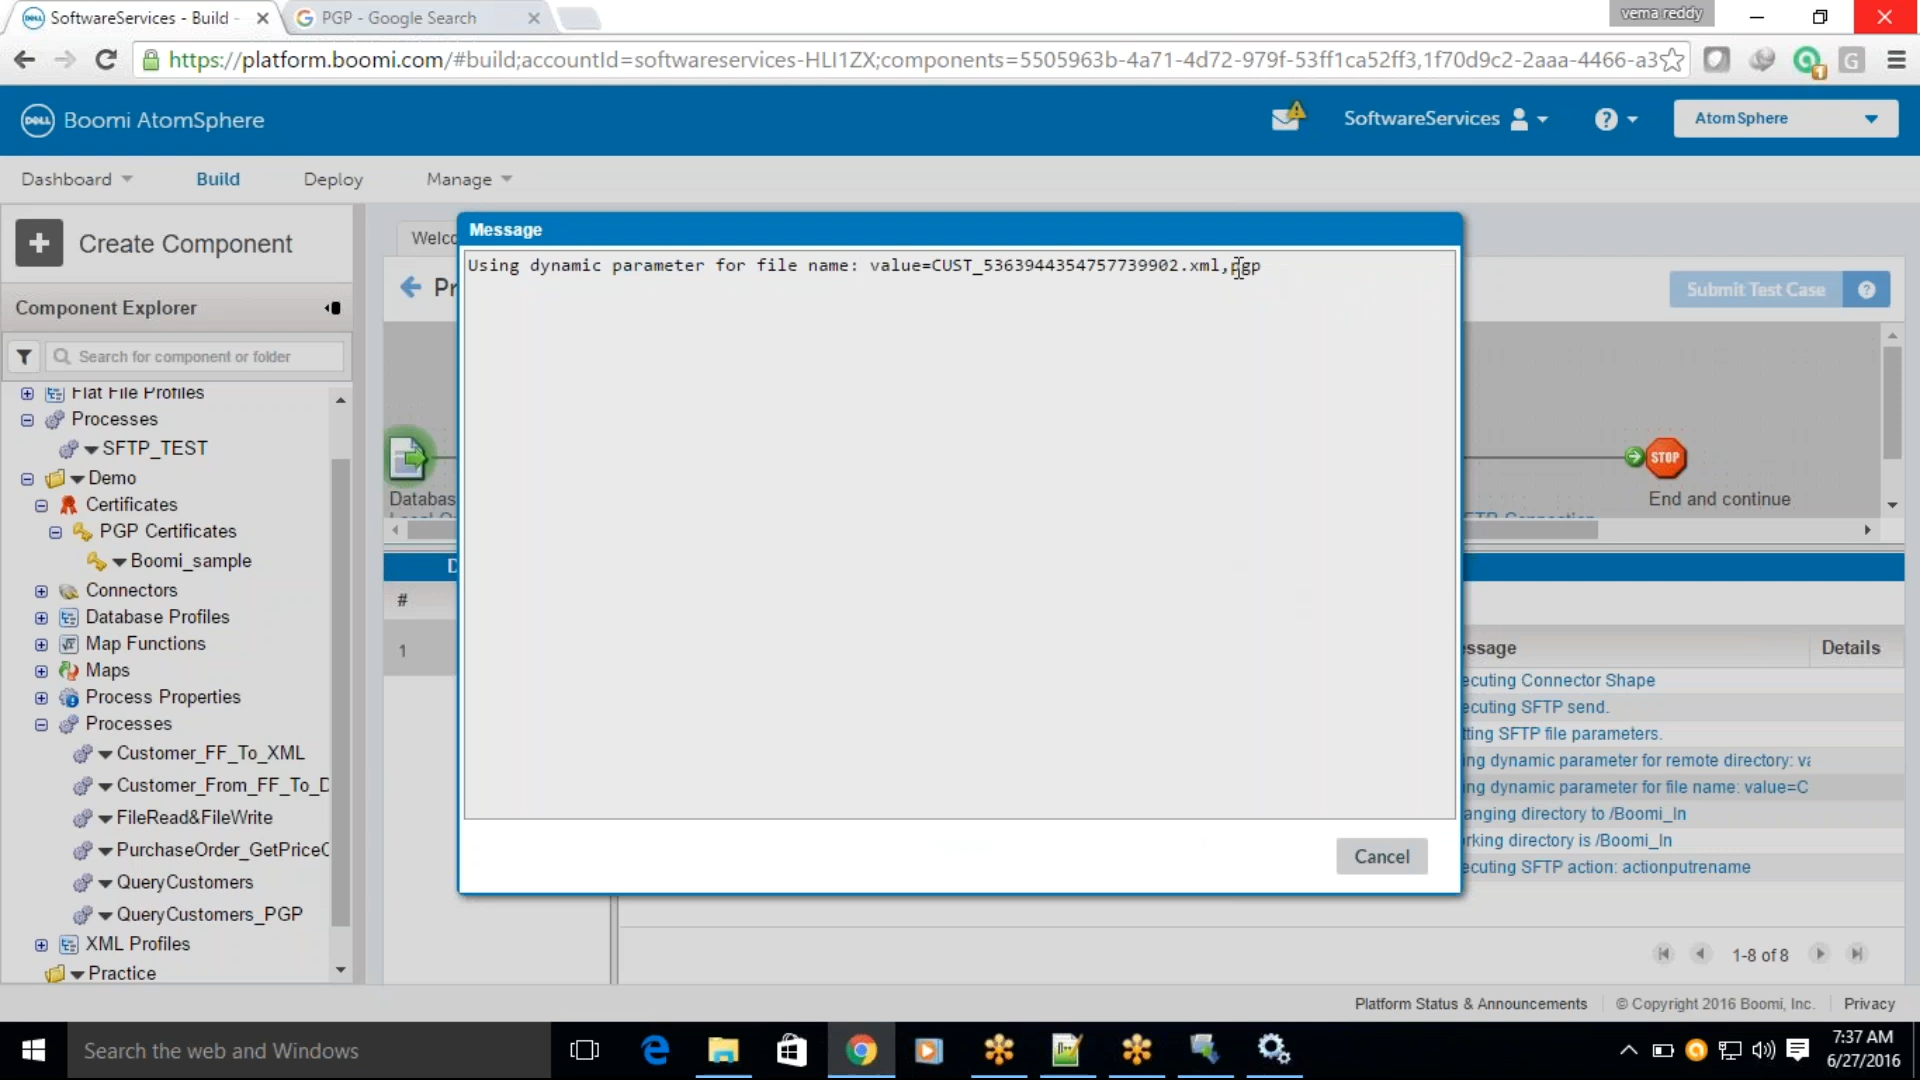 SoftwareServices - Build -
PGP - Google Search
vema reddy
https://platform.boomi.com/#build;accountId=softwareservices-HLI1ZX;components=5505963b-4a71-4d72-979f-53ff1ca52ff3,1f70d9c2-2aaa-4466-a3
DELL
Boomi AtomSphere
SoftwareServices
AtomSphere
Dashboard
Build
Deploy
Manage
Create Component
Component Explorer
Search for component or folder
Flat File Profiles
Processes
SFTP_TEST
Demo
Certificates
PGP Certificates
Boomi_sample
Connectors
Database Profiles
Map Functions
Maps
Process Properties
Processes
Customer_FF_To_XML
Customer_From_FF_To_D
FileRead&FileWrite
PurchaseOrder_GetPriceC
QueryCustomers
QueryCustomers_PGP
XML Profiles
Practice
Welc
Pr
Submit Test Case
Databas
STOP
End and continue
#
1
Message
Using dynamic parameter for file name: value=CUST_5363944354757739902.xml,pgp
Cancel
ssage
Details
ecuting Connector Shape
ecuting SFTP send.
ting SFTP file parameters.
ing dynamic parameter for remote directory: va
ing dynamic parameter for file name: value=C
anging directory to /Boomi_In
rking directory is /Boomi_In
ecuting SFTP action: actionputrename
1-8 of 8
Platform Status & Announcements
© Copyright 2016 Boomi, Inc.
Privacy
Search the web and Windows
7:37 AM
6/27/2016